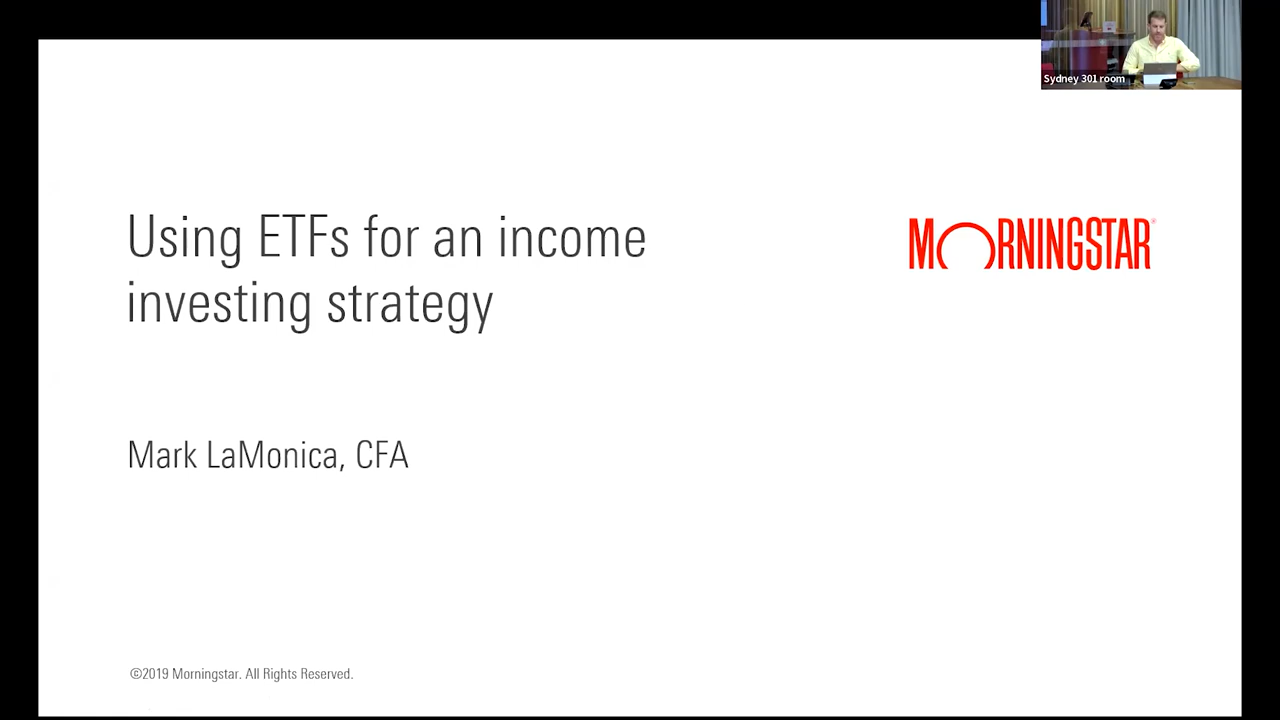 Sydney 301 room
Using ETFs for an income
investing strategy
MORNINGSTAR®
Mark LaMonica, CFA
©2019 Morningstar. All Rights Reserved.